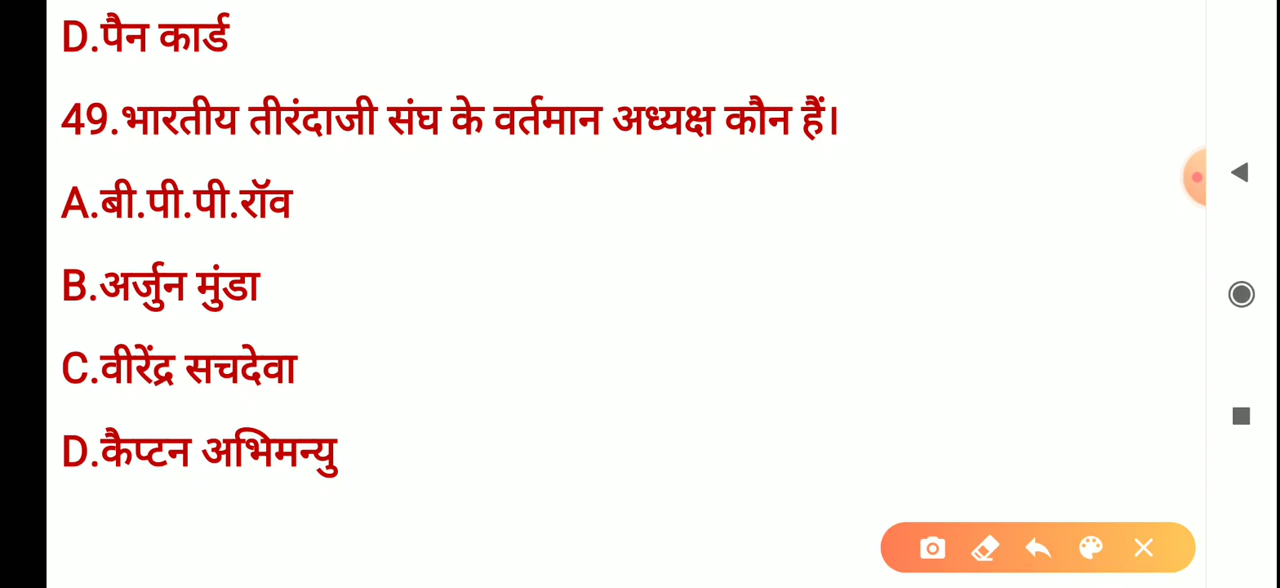 D.पैन कार्ड
49.भारतीय तीरंदाजी संघ के वर्तमान अध्यक्ष कौन हैं।
A.बी.पी.पी.रॉव
B.अर्जुन मुंडा
C.वीरेंद्र सचदेवा
D.कैप्टन अभिमन्यु